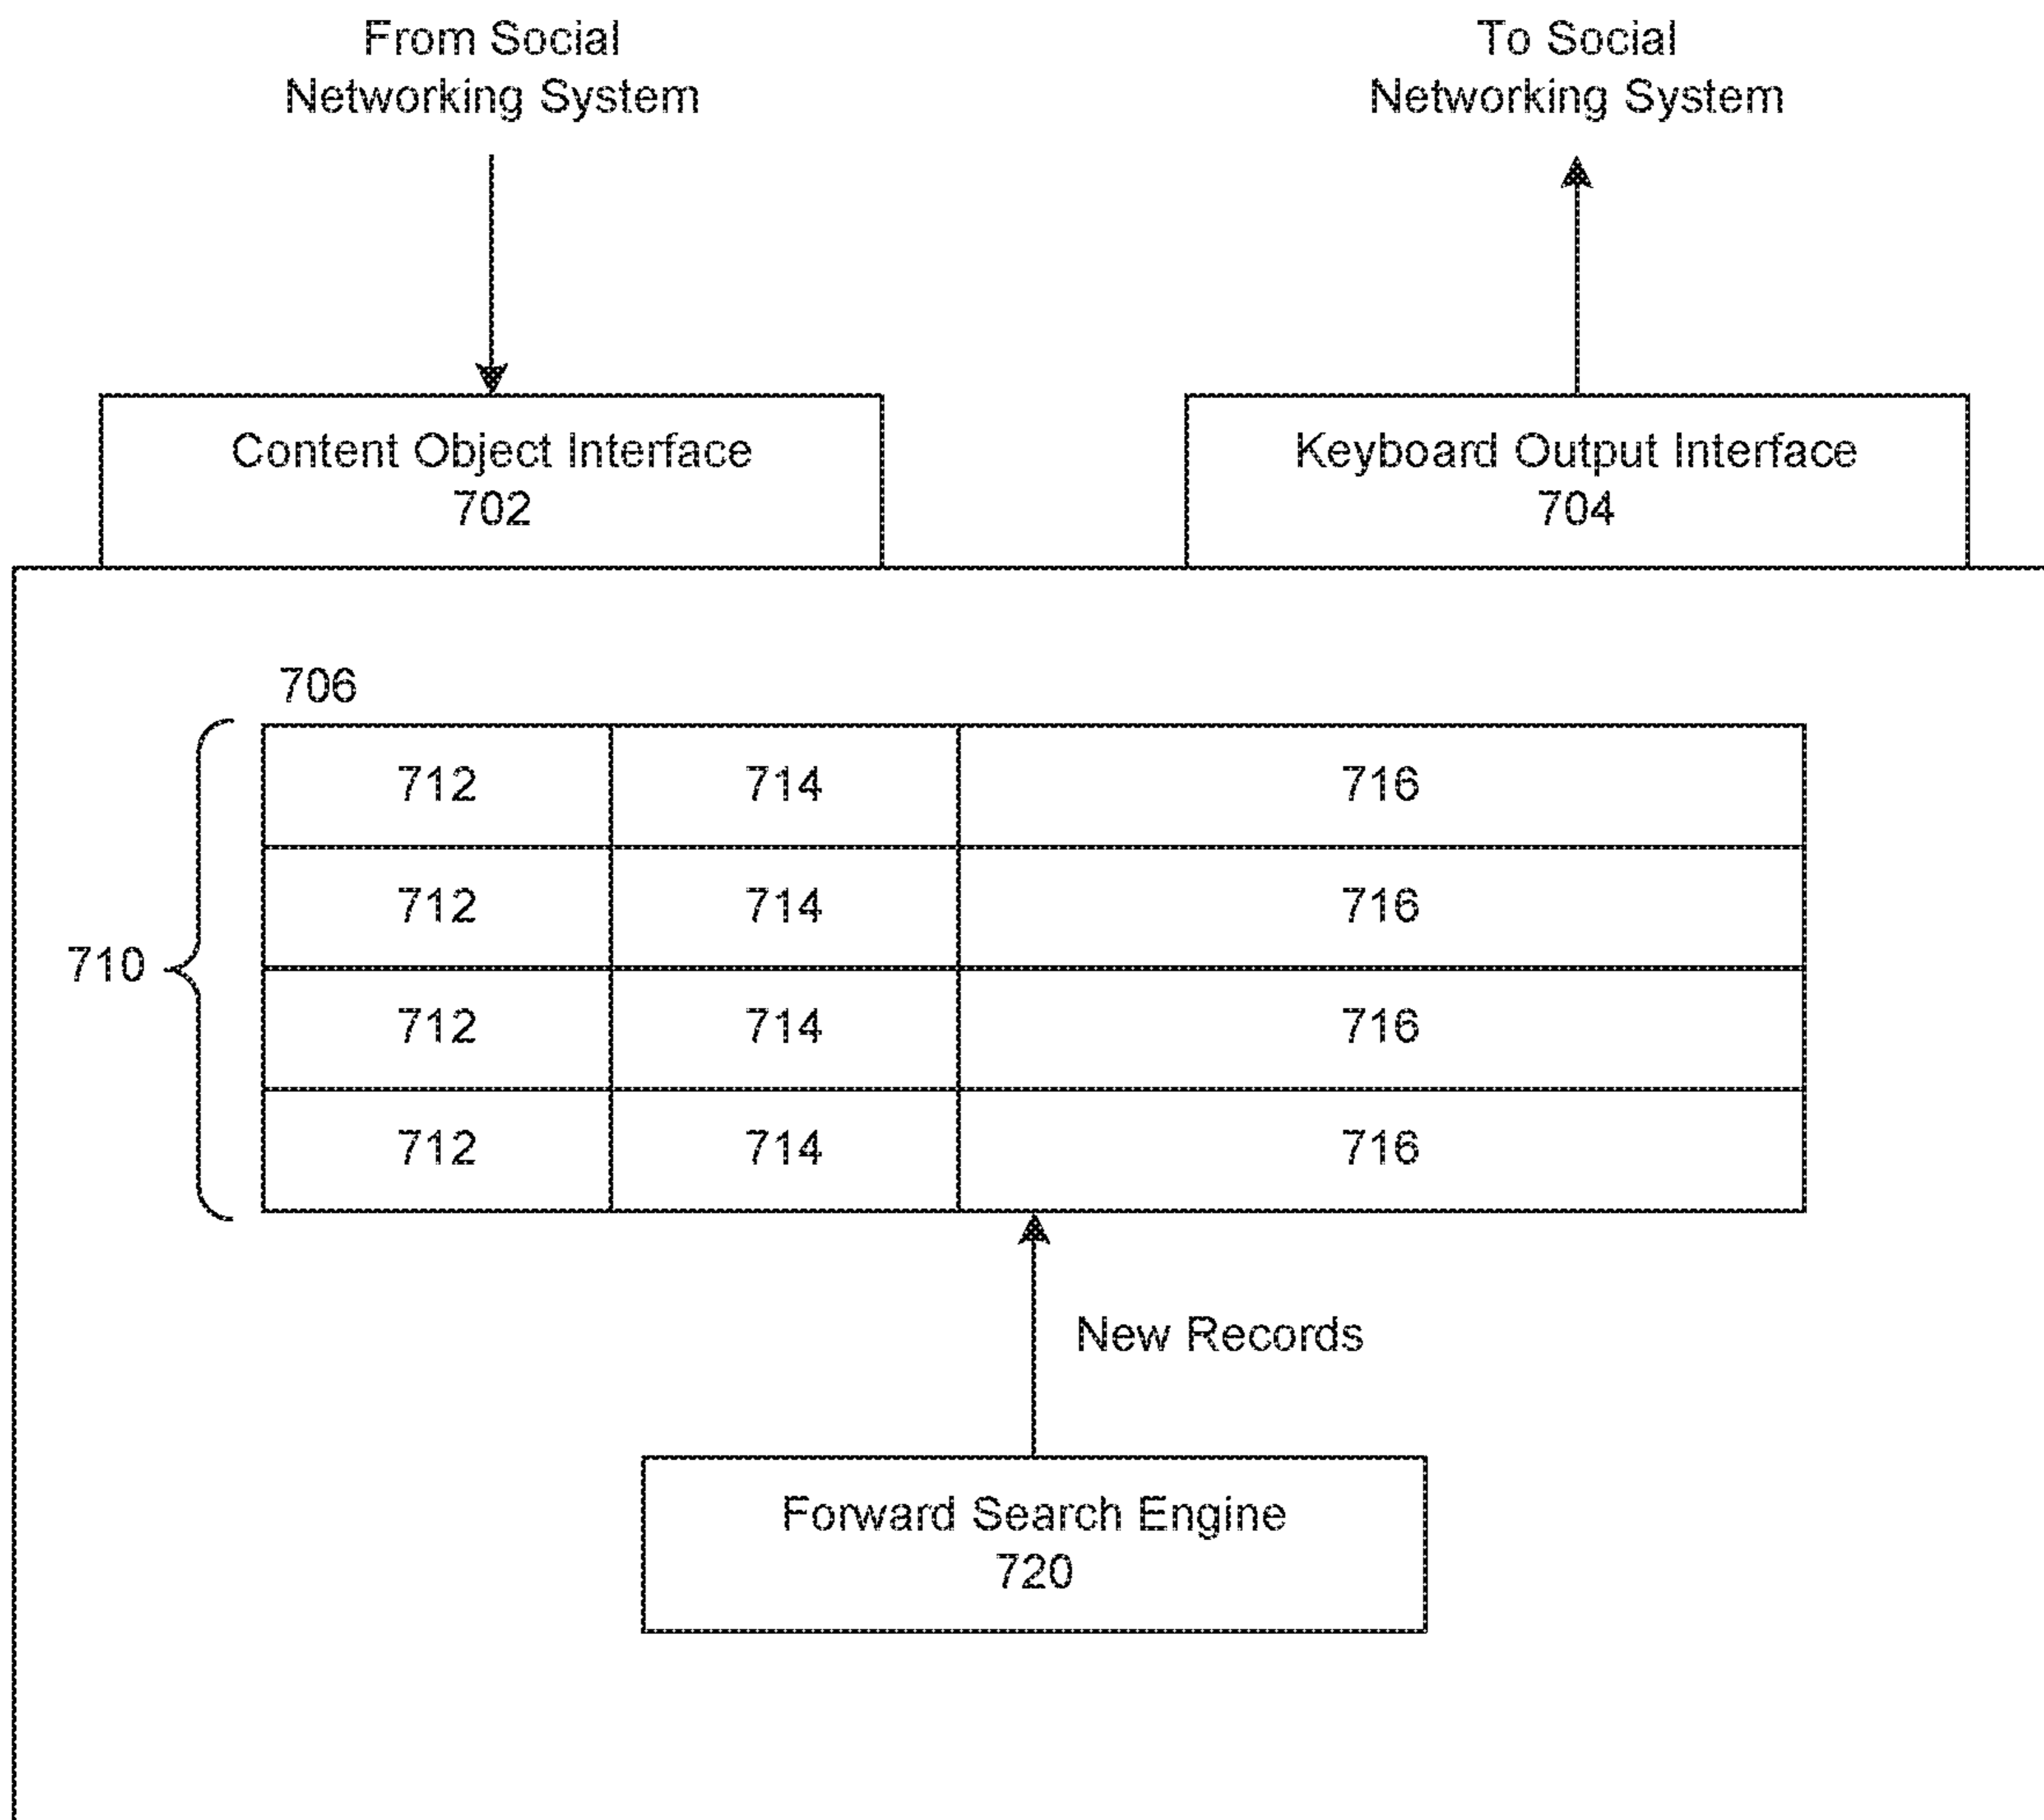 From Social
Networking System
To Social
Networking System
Content Object Interface
702
Keyboard Output Interface
704
706
712 714 716
712 714 716
710
712 714 716
712 714 716
New Records
Forward Search Engine
720